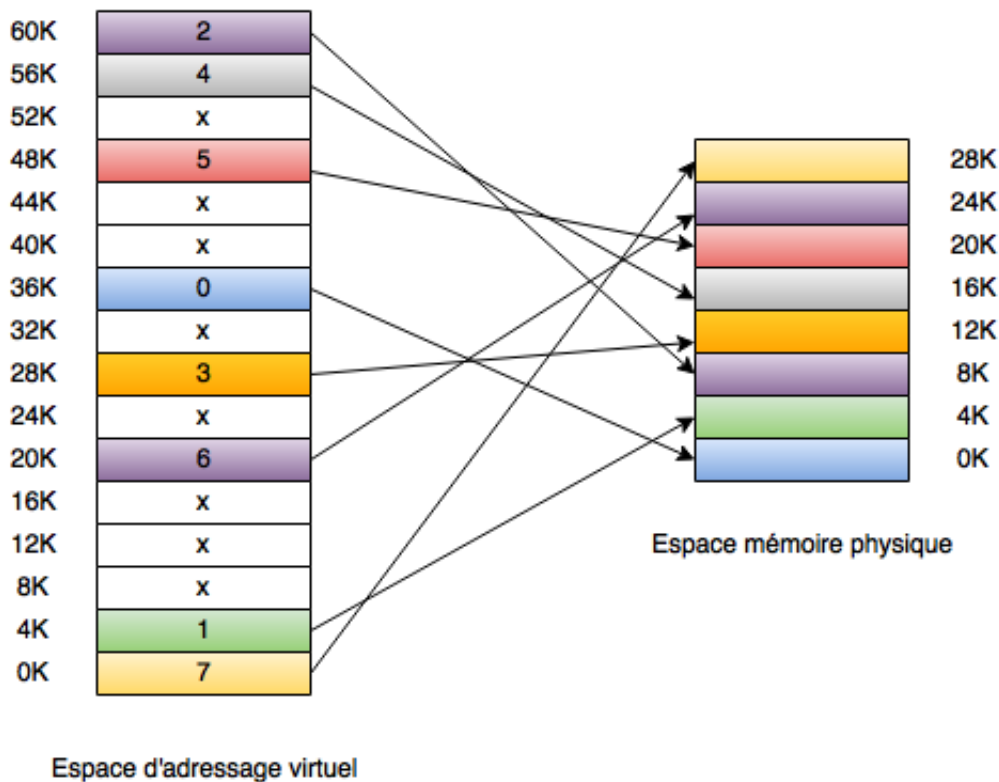 60K 2
56K 4
52K x
48K 5
44K x
40K x
36K 0
32K x
28K 3
24K x
20K 6
16K x
12K x
8K x
4K 1
0K 7
Espace d'adressage virtuel
28K
24K
20K
16K
12K
8K
4K
0K
Espace mémoire physique